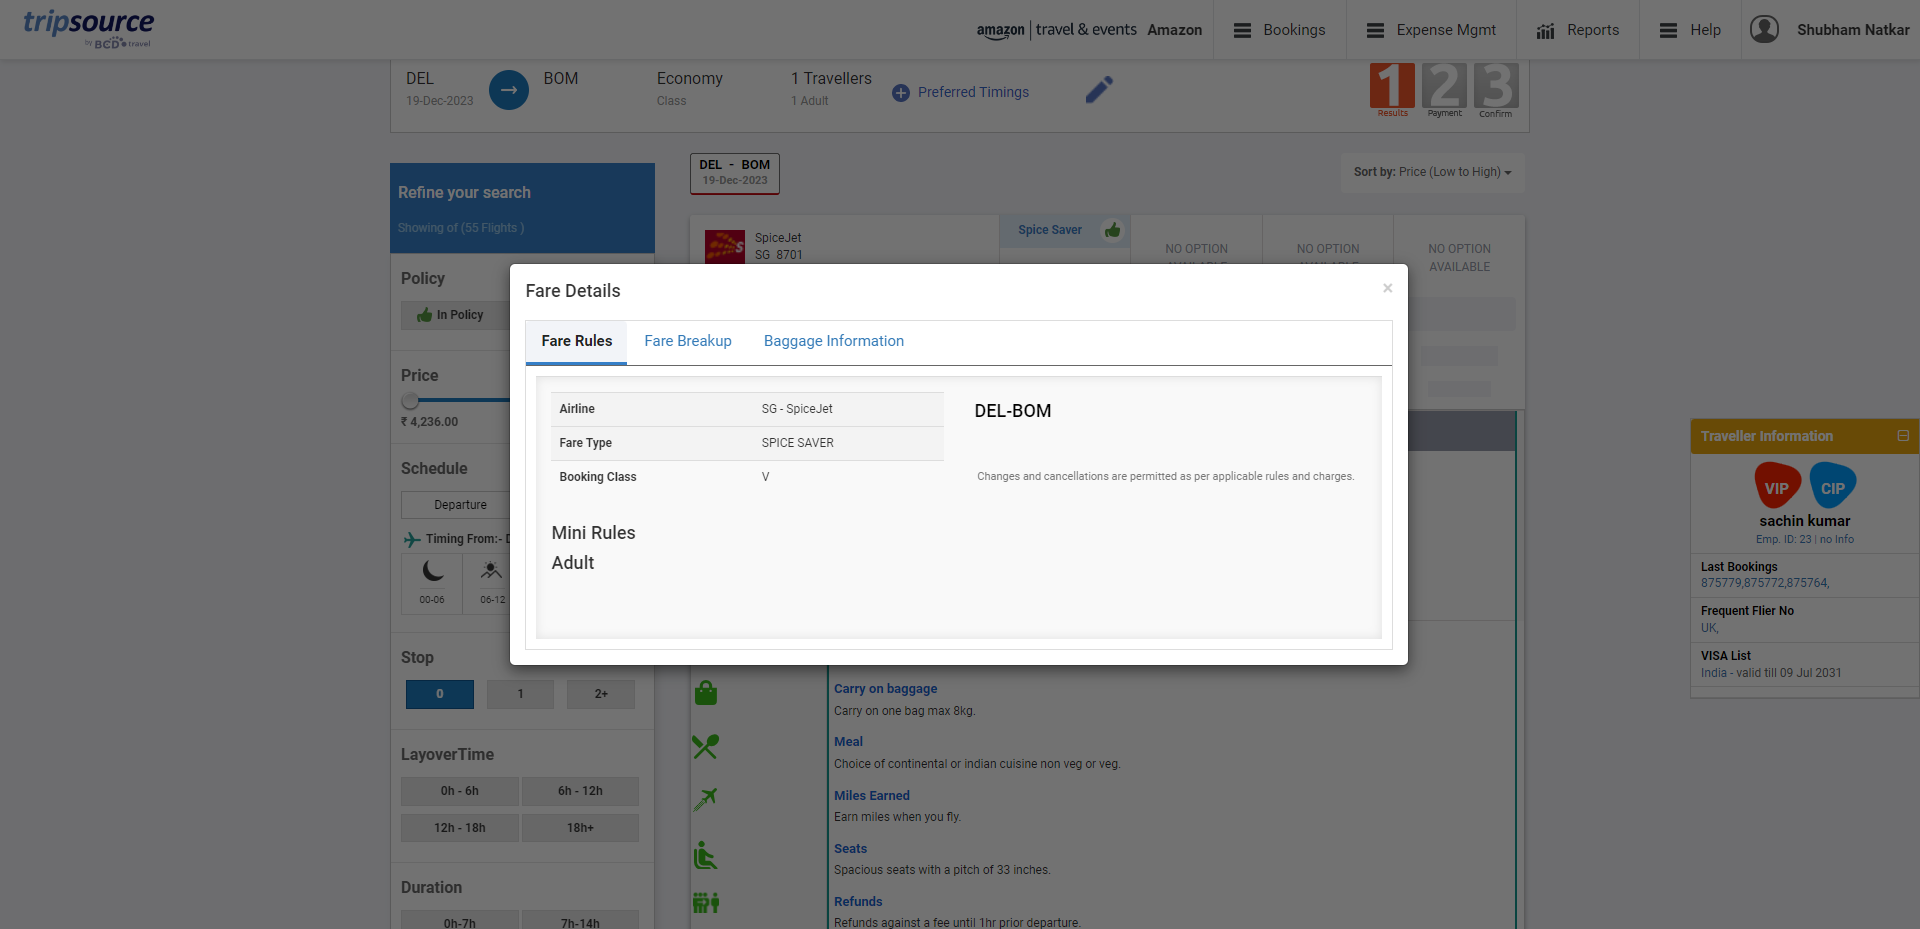 tripsource
by BCD travel
amazon | travel & events Amazon
Bookings
Expense Mgmt
Reports
Help
Shubham Natkar
DEL
19-Dec-2023
BOM
Economy
Class
1 Travellers
1 Adult
Preferred Timings
1 2 3
Results Payment Confirm
Refine your search
Showing of (55 Flights )
DEL - BOM
19-Dec-2023
Sort by: Price (Low to High)
SpiceJet
SG 8701
Spice Saver
NO OPTION
NO OPTION
NO OPTION
AVAILABLE
Policy
In Policy
Price
₹ 4,236.00
Schedule
Departure
Timing From:- D
00-06
06-12
Stop
0
1
2+
LayoverTime
0h - 6h
6h - 12h
12h - 18h
18h+
Duration
0h-7h
7h-14h
Fare Details
×
Fare Rules
Fare Breakup
Baggage Information
Airline SG - SpiceJet
Fare Type SPICE SAVER
Booking Class V
DEL-BOM
Changes and cancellations are permitted as per applicable rules and charges.
Mini Rules
Adult
Carry on baggage
Carry on one bag max 8kg.
Meal
Choice of continental or indian cuisine non veg or veg.
Miles Earned
Earn miles when you fly.
Seats
Spacious seats with a pitch of 33 inches.
Refunds
Refunds against a fee until 1hr prior departure.
Traveller Information
VIP
CIP
sachin kumar
Emp. ID: 23 | no Info
Last Bookings
875779,875772,875764,
Frequent Flier No
UK,
VISA List
India - valid till 09 Jul 2031